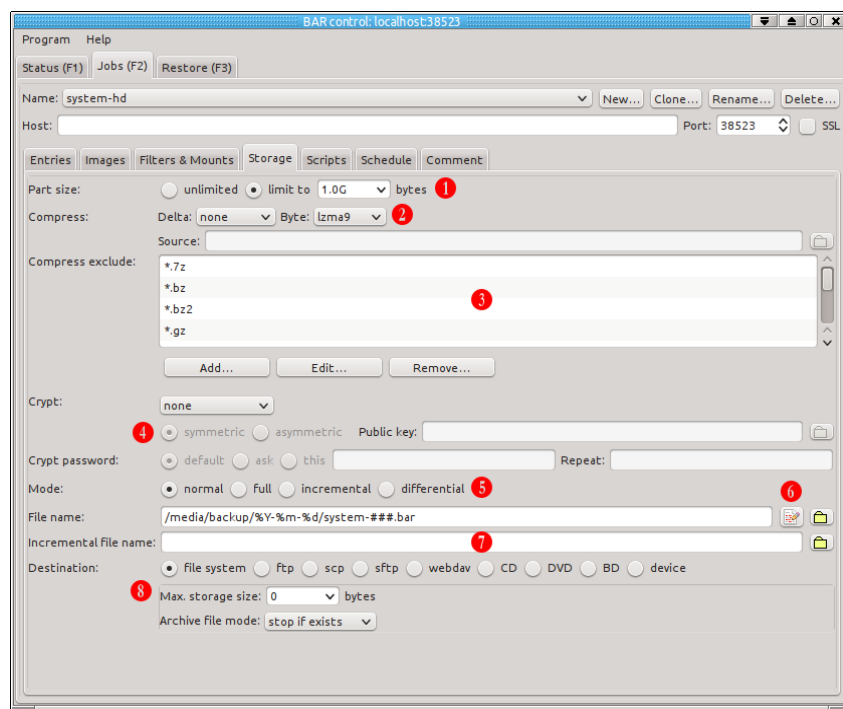 BAR control: localhost:38523
Program Help
Status (F1) Jobs (F2) Restore (F3)
Name: system-hd New... Clone... Rename... Delete...
Host: Port: 38523 SSL
Entries Images Filters & Mounts Storage Scripts Schedule Comment
Part size: unlimited limit to 1.0G bytes 1
Compress: Delta: none Byte: lzma9 2
Source:
Compress exclude: *.7z
*.bz
3
*.bz2
*.gz
Add... Edit... Remove...
Crypt: none
4 symmetric asymmetric Public key:
Crypt password: default ask this Repeat:
Mode: normal full incremental differential 5
6
File name: /media/backup/%Y-%m-%d/system-###.bar
Incremental file name: 7
Destination: file system ftp scp sftp webdav CD DVD BD device
8 Max. storage size: 0 bytes
Archive file mode: stop if exists